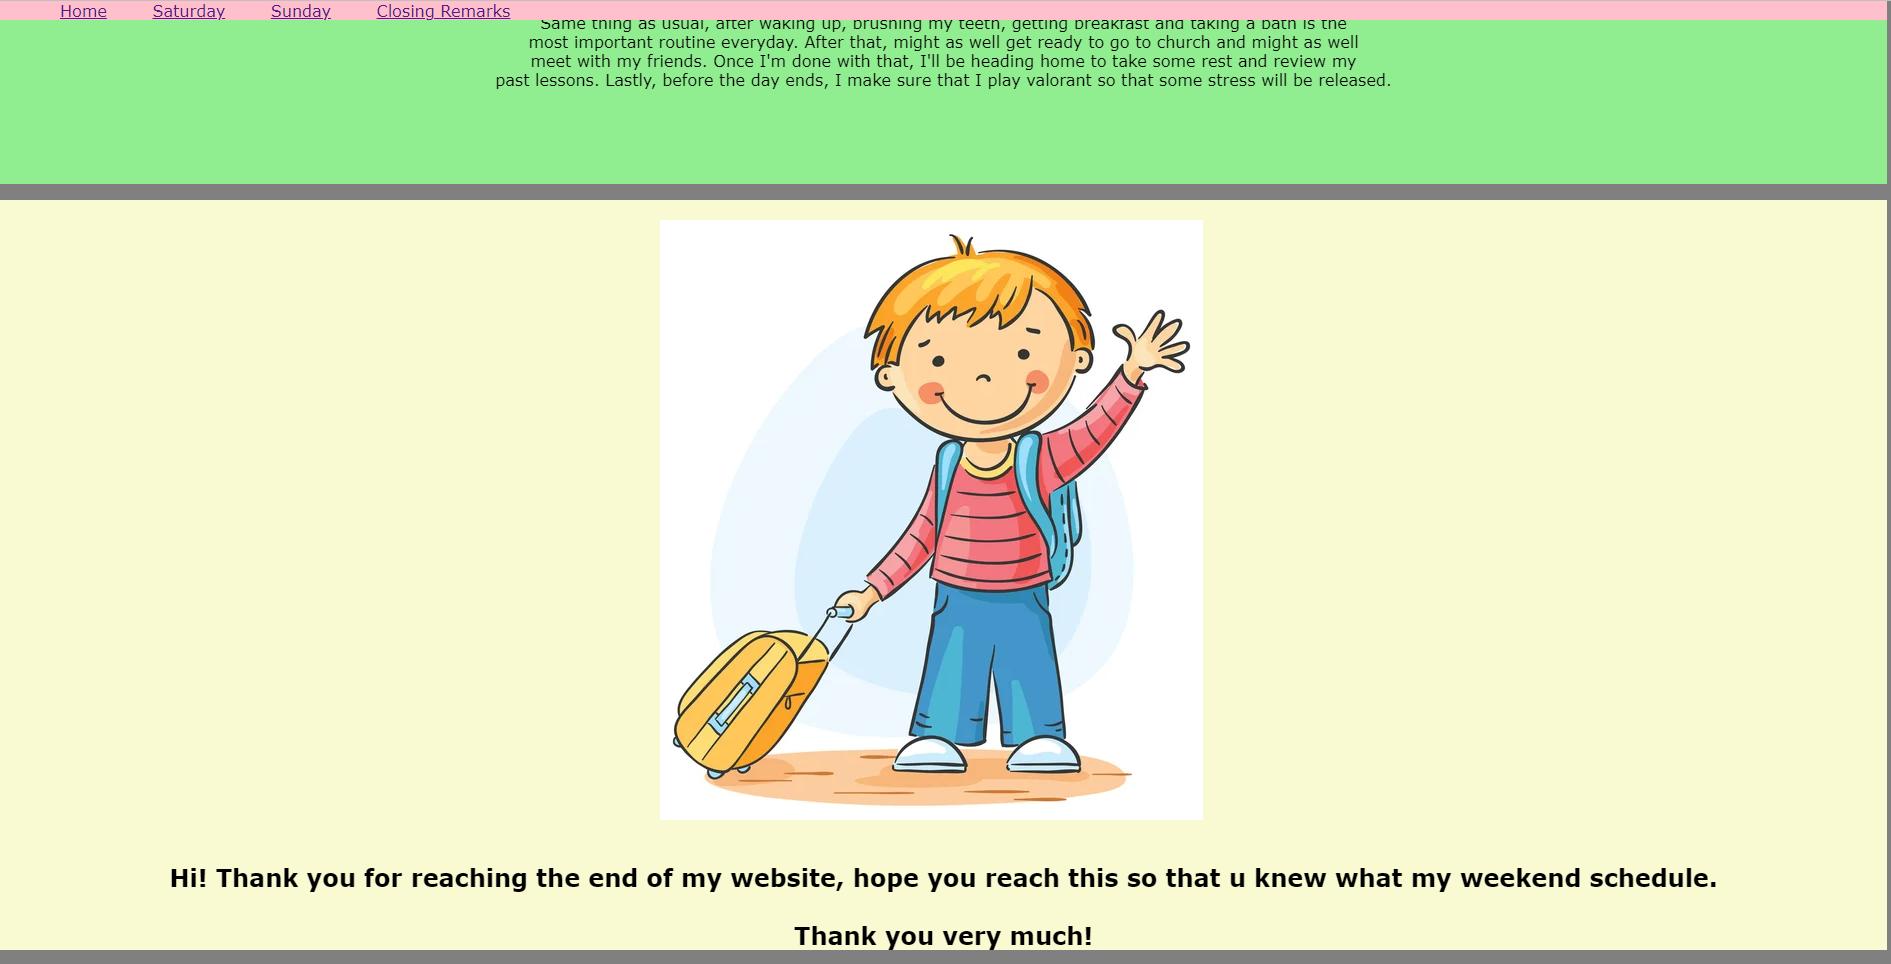 Home Saturday Sunday Closing Remarks
Same thing as usual, after waking up, brushing my teeth, getting breakfast and taking a bath is the
most important routine everyday. After that, might as well get ready to go to church and might as well
meet with my friends. Once I'm done with that, I'll be heading home to take some rest and review my
past lessons. Lastly, before the day ends, I make sure that I play valorant so that some stress will be released.
Hi! Thank you for reaching the end of my website, hope you reach this so that u knew what my weekend schedule.
Thank you very much!